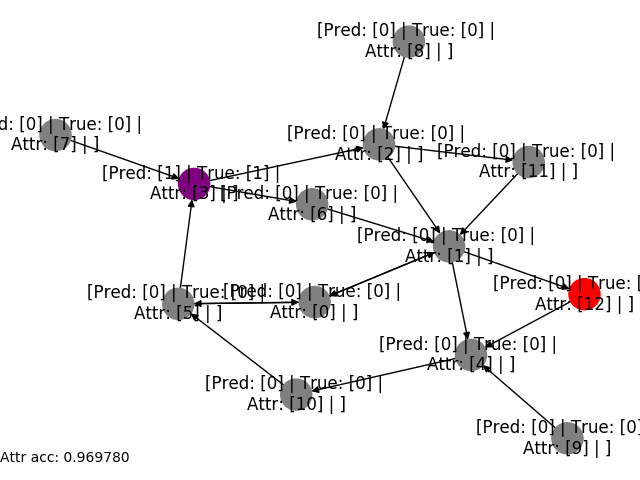 [Pred: [0] | True: [0] |
Attr: [8] | ]
d: [0] | True: [0] |
Attr: [7] | ]
[Pred: [0] | True: [0] |
Attr: [2] | ]
[Pred: [0] | True: [0] |
Attr: [11] | ]
[Pred: [1] | True: [1] |
Attr: [3] | ]
[Pred: [0] | True: [0] |
Attr: [6] | ]
[Pred: [0] | True: [0] |
Attr: [1] | ]
[Pred: [0] | True: [0] |
Attr: [5] | ]
[Pred: [0] | True: [0] |
Attr: [0] | ]
[Pred: [0] | True: [
Attr: [12] | ]
[Pred: [0] | True: [0] |
Attr: [4] | ]
[Pred: [0] | True: [0] |
Attr: [10] | ]
[Pred: [0] | True: [0]
Attr: [9] | ]
Attr acc: 0.969780